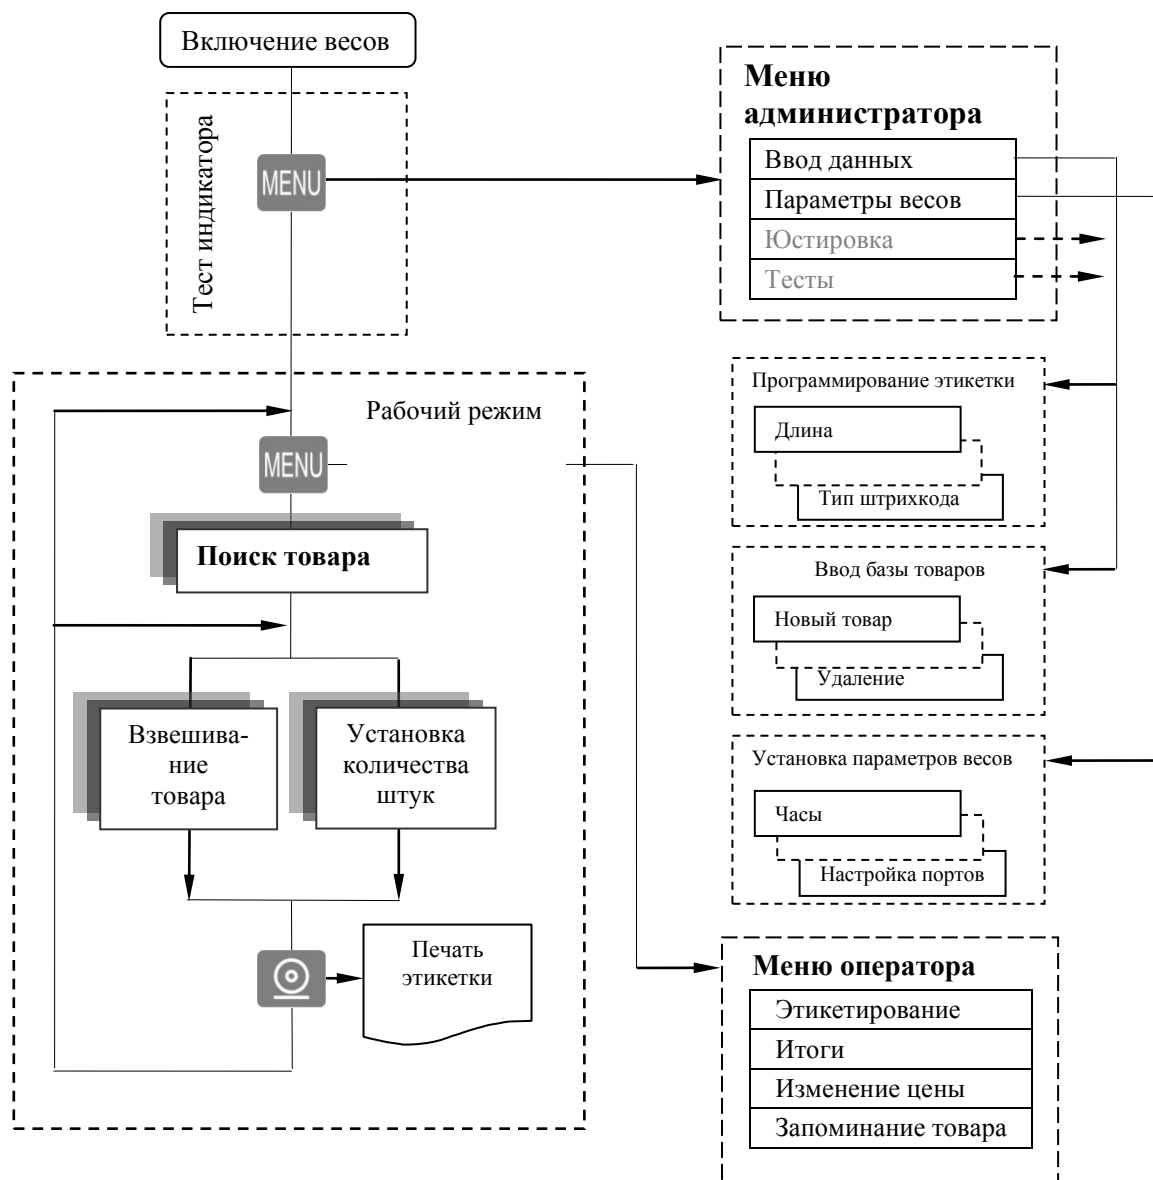 Включение весов
Тест индикатора
MENU
Меню
администратора
Ввод данных
Параметры весов
Юстировка
Тесты
Программирование этикетки
Длина
Тип штрихкода
Рабочий режим
MENU
Поиск товара
Ввод базы товаров
Новый товар
Удаление
Взвешива-
ние
товара
Установка
количества
штук
Установка параметров весов
Часы
Настройка портов
Печать
этикетки
Меню оператора
Этикетирование
Итоги
Изменение цены
Запоминание товара